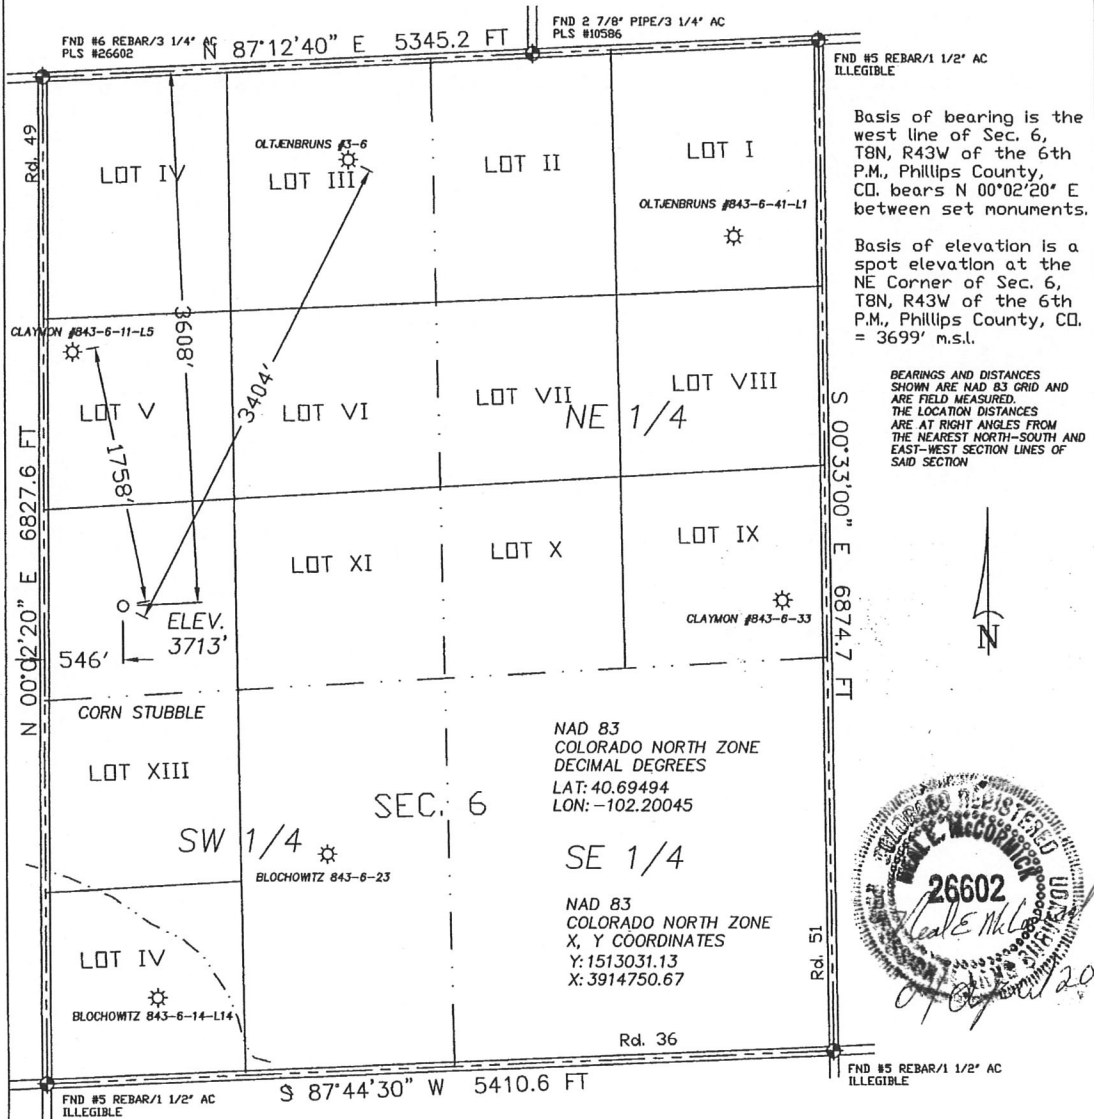 FND #6 REBAR/3 1/4" AC
PLS #26602
N 87°12'40" E 5345.2 FT
FND 2 7/8" PIPE/3 1/4" AC
PLS #10586
FND #5 REBAR/1 1/2" AC
ILLEGIBLE
Rd. 49
LOT IV
OLTJENBRUNS #3-6
LOT III
LOT II
LOT I
OLTJENBRUNS #843-6-41-L1
Basis of bearing is the
west line of Sec. 6,
T8N, R43W of the 6th
P.M., Phillips County,
CO. bears N 00°02'20" E
between set monuments.
Basis of elevation is a
spot elevation at the
NE Corner of Sec. 6,
T8N, R43W of the 6th
P.M., Phillips County, CO.
= 3699' m.s.l.
CLAYMON #843-6-11-L5
3608'
3404'
1758'
LOT V
LOT VI
LOT VII
LOT VIII
NE 1/4
BEARINGS AND DISTANCES
SHOWN ARE NAD 83 GRID AND
ARE FIELD MEASURED.
THE LOCATION DISTANCES
ARE AT RIGHT ANGLES FROM
THE NEAREST NORTH-SOUTH AND
EAST-WEST SECTION LINES OF
SAID SECTION
N 00°02'20" E 6827.6 FT
S 00°33'00" E 6874.7 FT
LOT XI
LOT X
LOT IX
CLAYMON #843-6-33
N
ELEV.
3713'
546'
CORN STUBBLE
LOT XIII
SEC. 6
SW 1/4
BLOCHOWITZ 843-6-23
NAD 83
COLORADO NORTH ZONE
DECIMAL DEGREES
LAT: 40.69494
LON: -102.20045
SE 1/4
NAD 83
COLORADO NORTH ZONE
X, Y COORDINATES
Y: 1513031.13
X: 3914750.67
COLORADO REGISTERED
NEAL E. McCORMICK
26602
LOT IV
BLOCHOWITZ 843-6-14-L14
Rd. 51
Rd. 36
S 87°44'30" W 5410.6 FT
FND #5 REBAR/1 1/2" AC
ILLEGIBLE
FND #5 REBAR/1 1/2" AC
ILLEGIBLE